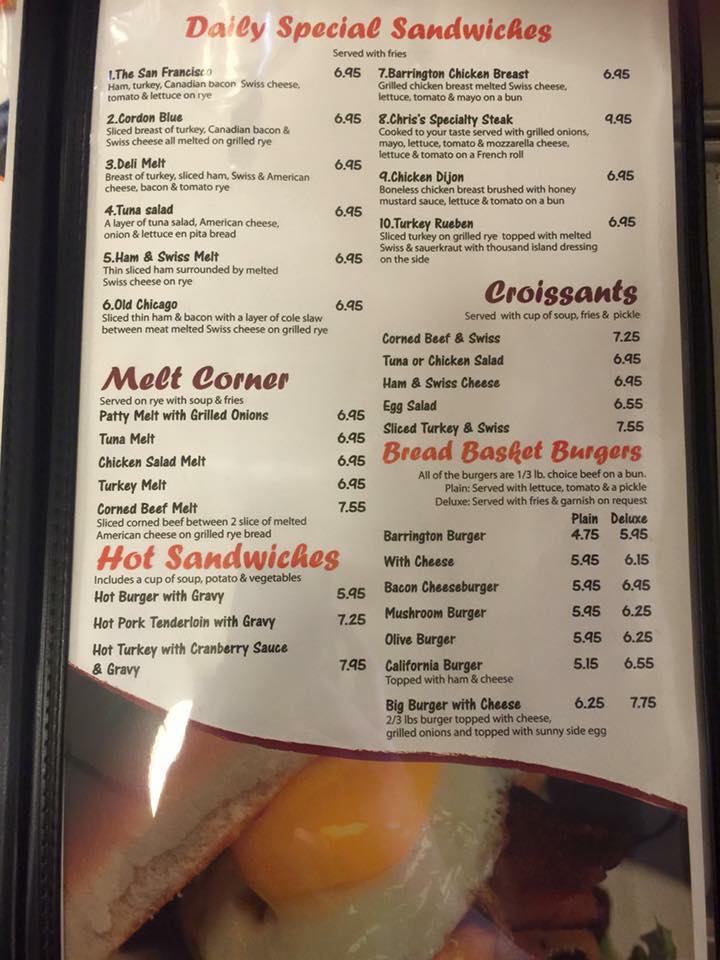 Daily Special Sandwiches
Served with fries
1.The San Francisco 6.95
Ham, turkey, Canadian bacon Swiss cheese,
tomato & lettuce on rye
2.Cordon Blue 6.95
Sliced breast of turkey, Canadian bacon &
Swiss cheese all melted on grilled rye
3.Deli Melt 6.95
Breast of turkey, sliced ham, Swiss & American
cheese, bacon & tomato rye
4.Tuna salad 6.95
A layer of tuna salad, American cheese,
onion & lettuce en pita bread
5.Ham & Swiss Melt 6.95
Thin sliced ham surrounded by melted
Swiss cheese on rye
6.Old Chicago 6.95
Sliced thin ham & bacon with a layer of cole slaw
between meat melted Swiss cheese on grilled rye
7.Barrington Chicken Breast 6.95
Grilled chicken breast melted Swiss cheese,
lettuce, tomato & mayo on a bun
8.Chris's Specialty Steak 9.95
Cooked to your taste served with grilled onions,
mayo, lettuce, tomato & mozzarella cheese,
lettuce & tomato on a French roll
9.Chicken Dijon 6.95
Boneless chicken breast brushed with honey
mustard sauce, lettuce & tomato on a bun
10.Turkey Rueben 6.95
Sliced turkey on grilled rye topped with melted
Swiss & sauerkraut with thousand island dressing
on the side
Melt Corner
Served on rye with soup & fries
Patty Melt with Grilled Onions 6.95
Tuna Melt 6.95
Chicken Salad Melt 6.95
Turkey Melt 6.95
Corned Beef Melt 7.55
Sliced corned beef between 2 slice of melted
American cheese on grilled rye bread
Hot Sandwiches
Includes a cup of soup, potato & vegetables
Hot Burger with Gravy 5.95
Hot Pork Tenderloin with Gravy 7.25
Hot Turkey with Cranberry Sauce
& Gravy 7.95
Croissants
Served with cup of soup, fries & pickle
Corned Beef & Swiss 7.25
Tuna or Chicken Salad 6.95
Ham & Swiss Cheese 6.95
Egg Salad 6.55
Sliced Turkey & Swiss 7.55
Bread Basket Burgers
All of the burgers are 1/3 lb. choice beef on a bun.
Plain: Served with lettuce, tomato & a pickle
Deluxe: Served with fries & garnish on request
Plain Deluxe
Barrington Burger 4.75 5.95
With Cheese 5.95 6.15
Bacon Cheeseburger 5.95 6.95
Mushroom Burger 5.95 6.25
Olive Burger 5.95 6.25
California Burger 5.15 6.55
Topped with ham & cheese
Big Burger with Cheese 6.25 7.75
2/3 lbs burger topped with cheese,
grilled onions and topped with sunny side egg